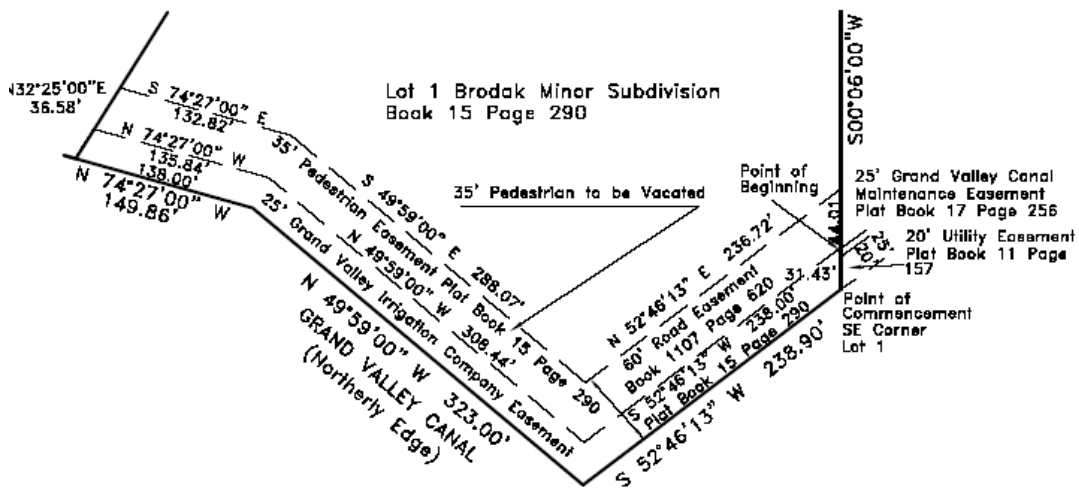 N32°25'00"E
36.58'
S 74°27'00" E
132.82'
N 74°27'00" W
135.84'
138.00'
N 74°27'00" W
149.86'
Lot 1 Brodak Minor Subdivision
Book 15 Page 290
35' Pedestrian Easement Plat Book 15 Page 290
S 49°59'00" E 288.07'
N 49°59'00" W 308.44'
25' Grand Valley Irrigation Company Easement
N 49°59'00" W 323.00'
GRAND VALLEY CANAL
(Northerly Edge)
35' Pedestrian to be Vacated
Point of
Beginning
S00°06'00"W
44.01
25' Grand Valley Canal
Maintenance Easement
Plat Book 17 Page 256
25'
20'
20' Utility Easement
Plat Book 11 Page
157
31.43'
N 52°46'13" E 236.72'
60' Road Easement
Book 1107 Page 620
S 52°46'13" W 238.00'
Plat Book 15 Page 290
S 52°46'13" W 238.90'
Point of
Commencement
SE Corner
Lot 1